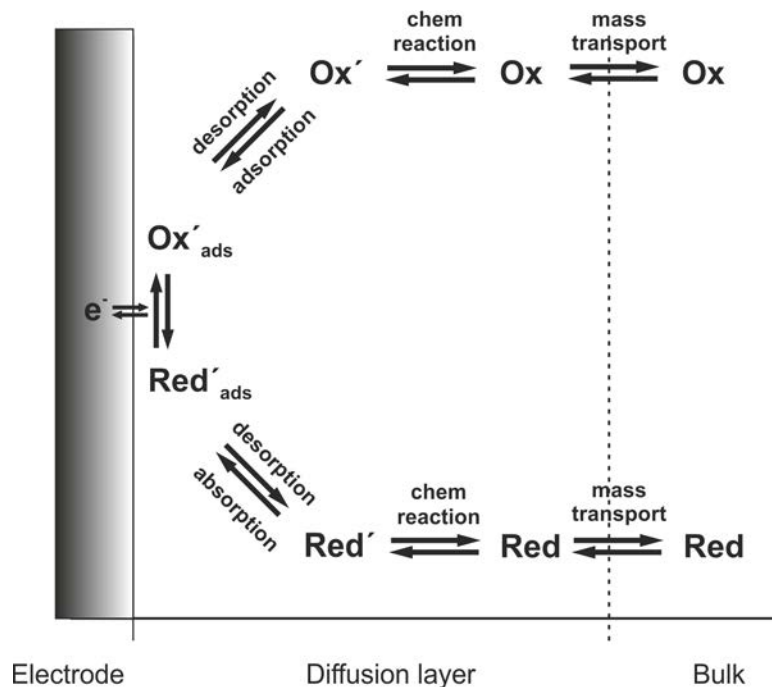 chem
reaction
mass
transport
Ox´
Ox
Ox
desorption
adsorption
Ox´ads
e-
Red´ads
desorption
absorption
chem
reaction
mass
transport
Red´
Red
Red
Electrode
Diffusion layer
Bulk